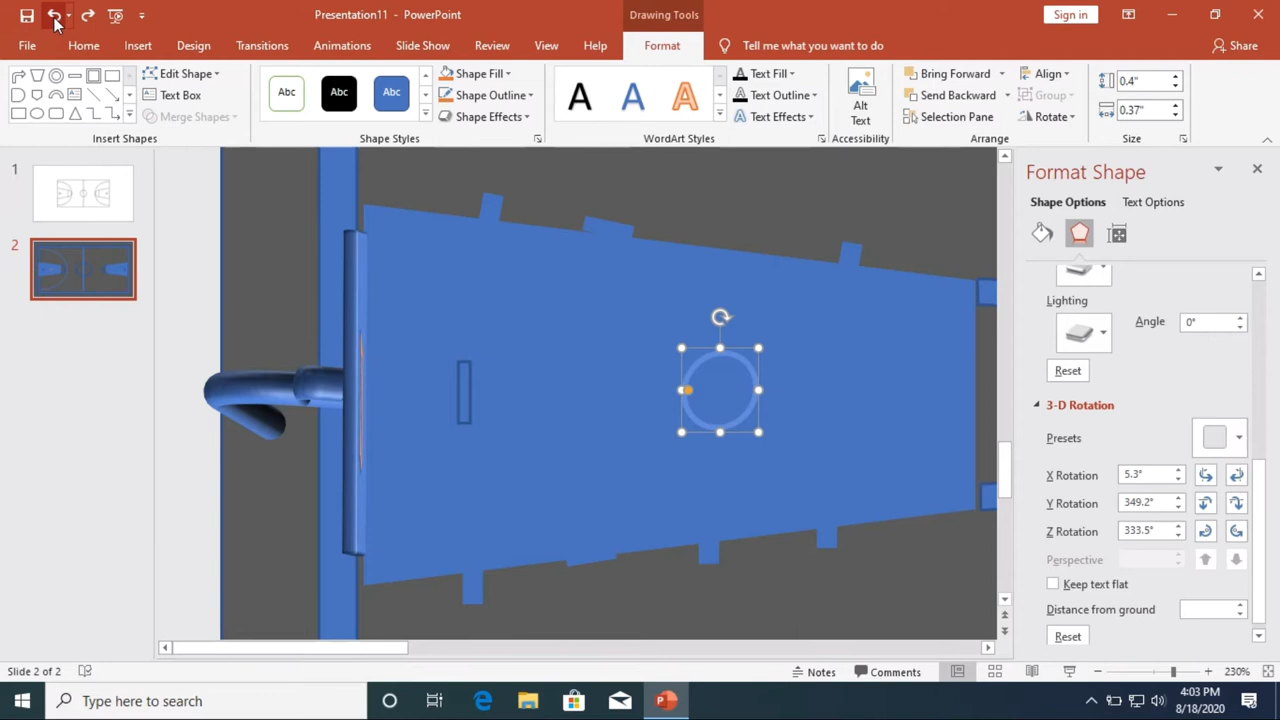 Presentation11 - PowerPoint
Drawing Tools
Sign in
File Home Insert Design Transitions Animations Slide Show Review View Help Format Tell me what you want to do Share
Edit Shape
Text Box
Merge Shapes
Insert Shapes
Abc Abc Abc
Shape Fill
Shape Outline
Shape Effects
Shape Styles
A A A
Text Fill
Text Outline
Text Effects
WordArt Styles
Alt
Text
Accessibility
Bring Forward
Send Backward
Selection Pane
Align
Group
Rotate
Arrange
0.4"
0.37"
Size
1
2
Format Shape
Shape Options Text Options
Lighting
Angle 0°
Reset
3-D Rotation
Presets
X Rotation 5.3°
Y Rotation 349.2°
Z Rotation 333.5°
Perspective
Keep text flat
Distance from ground
Reset
Slide 2 of 2
Notes Comments 230%
Type here to search
4:03 PM
8/18/2020